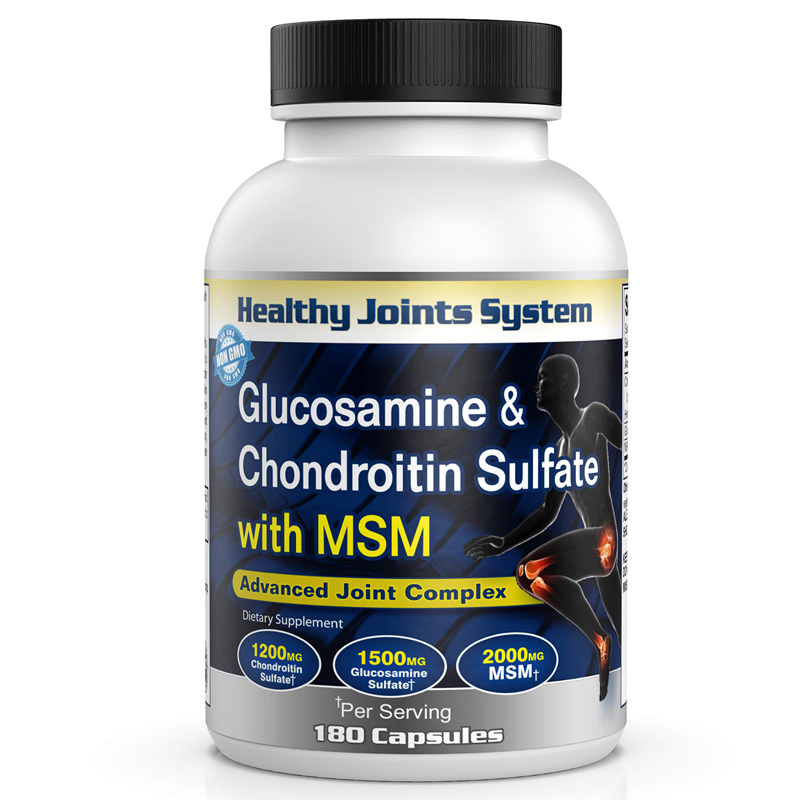 Healthy Joints System
NON GMO
Glucosamine &
Chondroitin Sulfate
with MSM
Advanced Joint Complex
Dietary Supplement
1200MG
Chondroitin
Sulfate†
1500MG
Glucosamine
Sulfate†
2000MG
MSM†
†Per Serving
180 Capsules